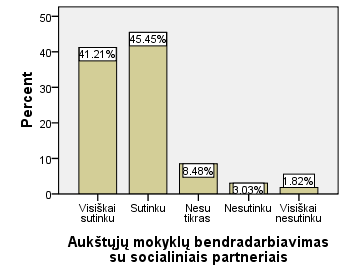 50
40
30
20
10
0
Percent
41.21%
45.45%
8.48%
3.03%
1.82%
Visiškai
sutinku
Sutinku
Nesu
tikras
Nesutinku
Visiškai
nesutinku
Aukštųjų mokyklų bendradarbiavimas
su socialiniais partneriais